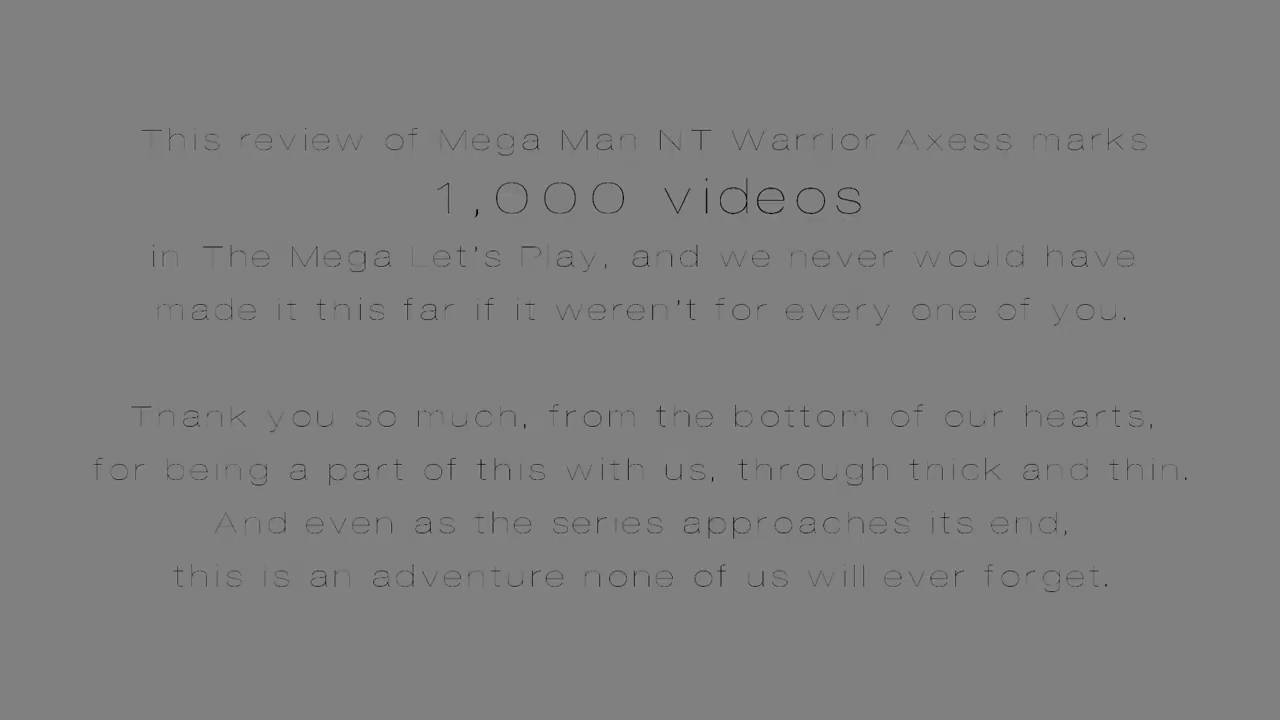 This review of Mega Man NT Warrior Axess marks
1,000 videos
in The Mega Let's Play, and we never would have
made it this far if it weren't for every one of you.
Thank you so much, from the bottom of our hearts,
for being a part of this with us, through thick and thin.
And even as the series approaches its end,
this is an adventure none of us will ever forget.